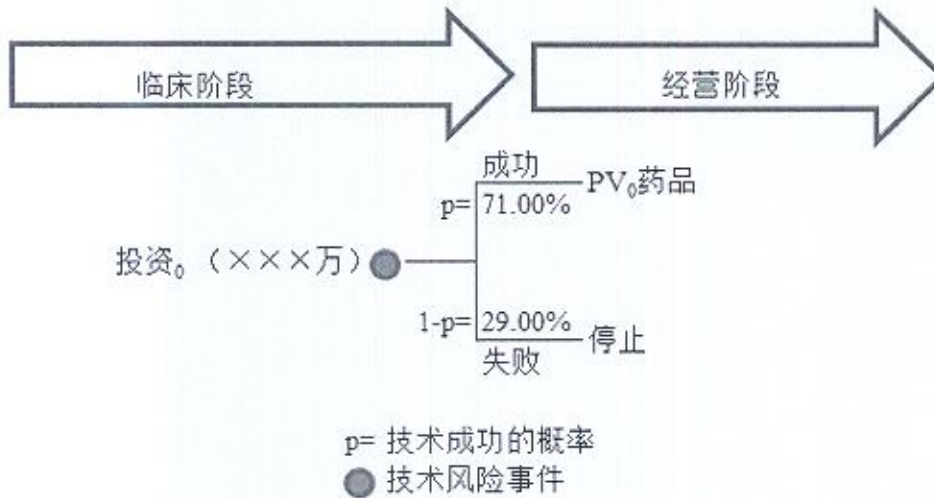 临床阶段
经营阶段
成功
PV₀药品
p= 71.00%
投资₀（×××万）
1-p= 29.00%
停止
失败
p= 技术成功的概率
技术风险事件